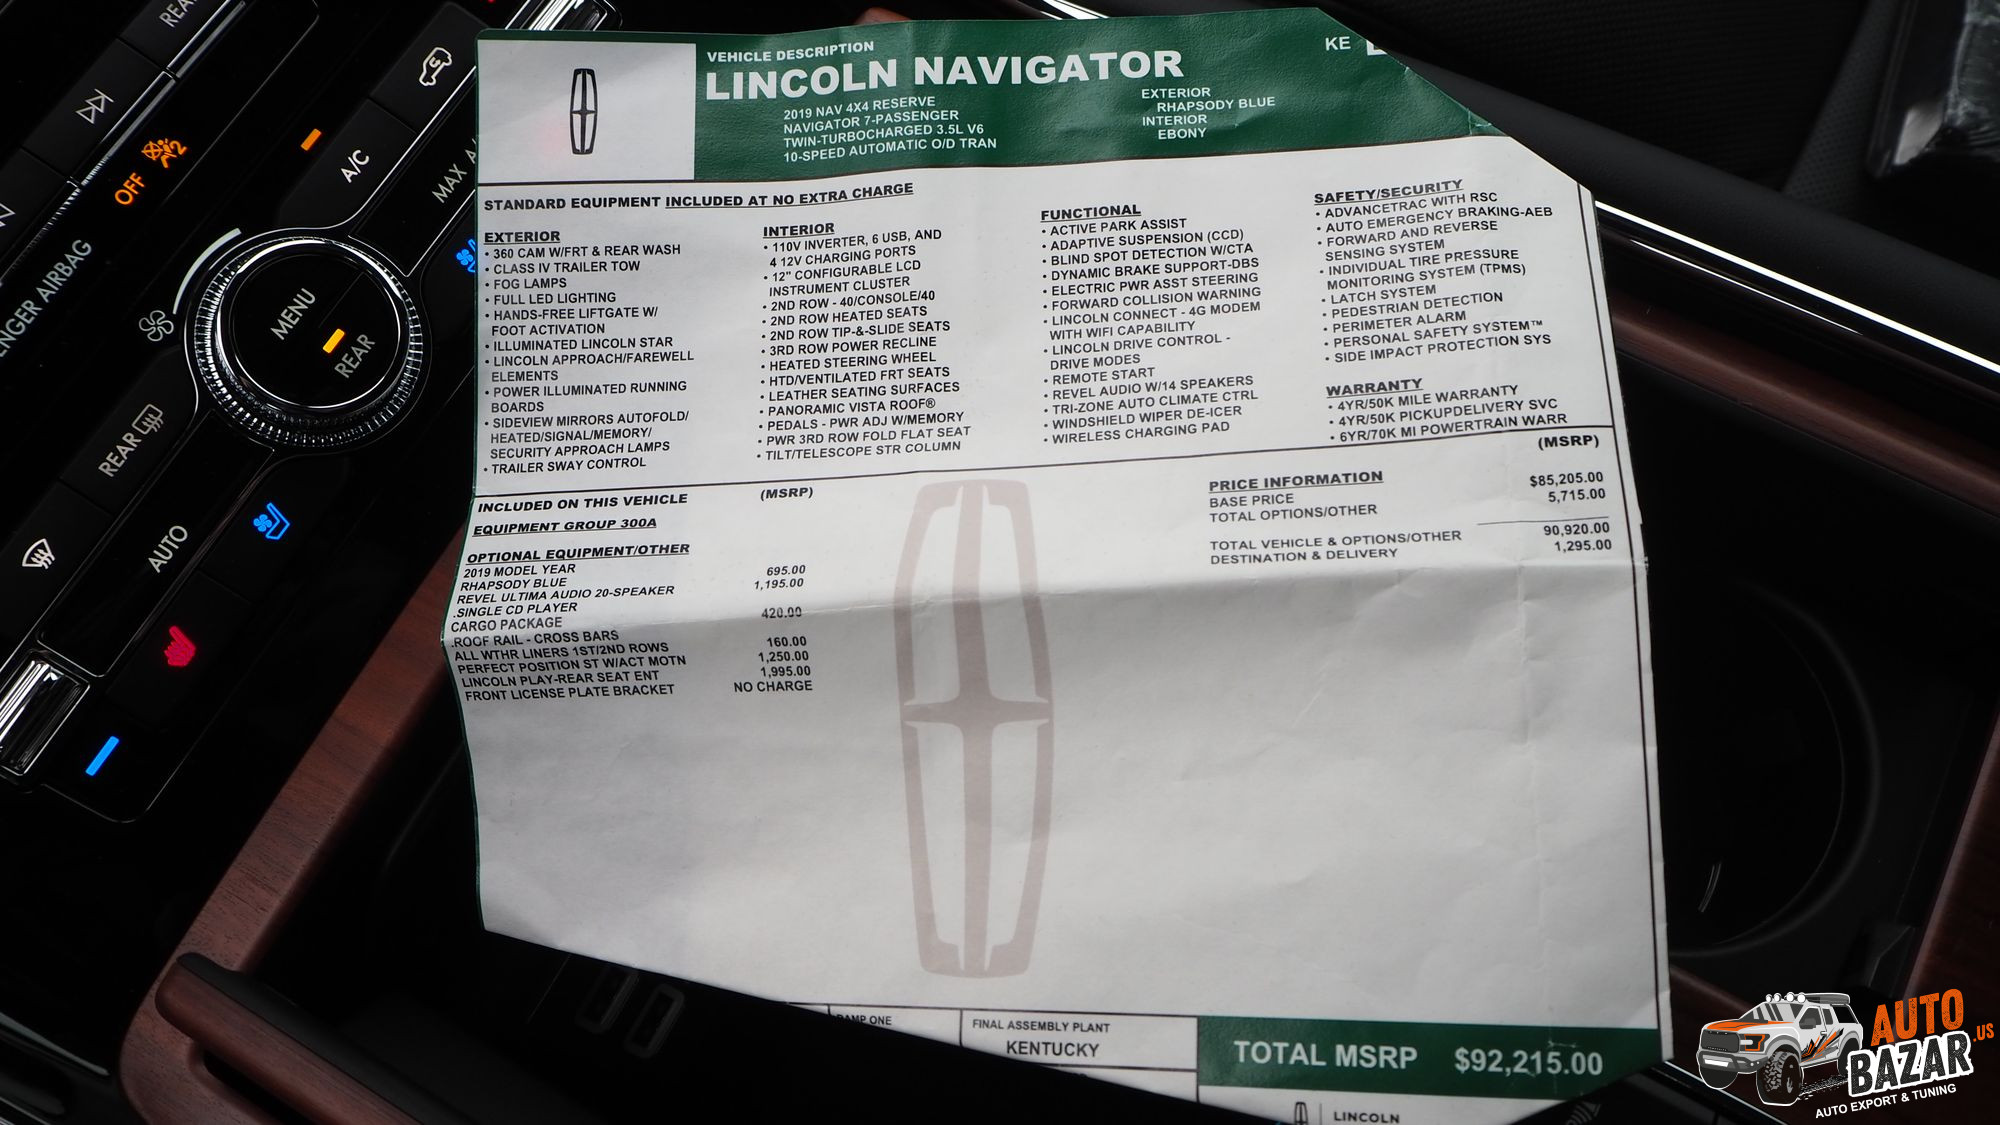 VEHICLE DESCRIPTION
LINCOLN NAVIGATOR
2019 NAV 4X4 RESERVE
NAVIGATOR 7-PASSENGER
TWIN-TURBOCHARGED 3.5L V6
10-SPEED AUTOMATIC O/D TRAN
EXTERIOR
RHAPSODY BLUE
INTERIOR
EBONY
KE
STANDARD EQUIPMENT INCLUDED AT NO EXTRA CHARGE
EXTERIOR
• 360 CAM W/FRT & REAR WASH
• CLASS IV TRAILER TOW
• FOG LAMPS
• FULL LED LIGHTING
• HANDS-FREE LIFTGATE W/
FOOT ACTIVATION
• ILLUMINATED LINCOLN STAR
• LINCOLN APPROACH/FAREWELL
ELEMENTS
• POWER ILLUMINATED RUNNING
BOARDS
• SIDEVIEW MIRRORS AUTOFOLD/
HEATED/SIGNAL/MEMORY/
SECURITY APPROACH LAMPS
• TRAILER SWAY CONTROL
INTERIOR
• 110V INVERTER, 6 USB, AND
4 12V CHARGING PORTS
• 12" CONFIGURABLE LCD
INSTRUMENT CLUSTER
• 2ND ROW - 40/CONSOLE/40
• 2ND ROW HEATED SEATS
• 2ND ROW TIP-&-SLIDE SEATS
• 3RD ROW POWER RECLINE
• HEATED STEERING WHEEL
• HTD/VENTILATED FRT SEATS
• LEATHER SEATING SURFACES
• PANORAMIC VISTA ROOF®
• PEDALS - PWR ADJ W/MEMORY
• PWR 3RD ROW FOLD FLAT SEAT
• TILT/TELESCOPE STR COLUMN
FUNCTIONAL
• ACTIVE PARK ASSIST
• ADAPTIVE SUSPENSION (CCD)
• BLIND SPOT DETECTION W/CTA
• DYNAMIC BRAKE SUPPORT-DBS
• ELECTRIC PWR ASST STEERING
• FORWARD COLLISION WARNING
• LINCOLN CONNECT - 4G MODEM
WITH WIFI CAPABILITY
• LINCOLN DRIVE CONTROL -
DRIVE MODES
• REMOTE START
• REVEL AUDIO W/14 SPEAKERS
• TRI-ZONE AUTO CLIMATE CTRL
• WINDSHIELD WIPER DE-ICER
• WIRELESS CHARGING PAD
SAFETY/SECURITY
• ADVANCETRAC WITH RSC
• AUTO EMERGENCY BRAKING-AEB
• FORWARD AND REVERSE
SENSING SYSTEM
• INDIVIDUAL TIRE PRESSURE
MONITORING SYSTEM (TPMS)
• LATCH SYSTEM
• PEDESTRIAN DETECTION
• PERIMETER ALARM
• PERSONAL SAFETY SYSTEM™
• SIDE IMPACT PROTECTION SYS
WARRANTY
• 4YR/50K MILE WARRANTY
• 4YR/50K PICKUPDELIVERY SVC
• 6YR/70K MI POWERTRAIN WARR
INCLUDED ON THIS VEHICLE (MSRP)
EQUIPMENT GROUP 300A
OPTIONAL EQUIPMENT/OTHER
2019 MODEL YEAR
RHAPSODY BLUE 695.00
REVEL ULTIMA AUDIO 20-SPEAKER 1,195.00
.SINGLE CD PLAYER
CARGO PACKAGE 420.00
.ROOF RAIL - CROSS BARS
ALL WTHR LINERS 1ST/2ND ROWS 160.00
PERFECT POSITION ST W/ACT MOTN 1,250.00
LINCOLN PLAY-REAR SEAT ENT 1,995.00
FRONT LICENSE PLATE BRACKET NO CHARGE
(MSRP)
PRICE INFORMATION
BASE PRICE $85,205.00
TOTAL OPTIONS/OTHER 5,715.00
TOTAL VEHICLE & OPTIONS/OTHER 90,920.00
DESTINATION & DELIVERY 1,295.00
ONE
FINAL ASSEMBLY PLANT
KENTUCKY
TOTAL MSRP $92,215.00
LINCOLN
A/C
MAX A/
OFF
2
ENGER AIRBAG
MENU
REAR
REAR
AUTO
AUTO
BAZAR.US
AUTO EXPORT & TUNING